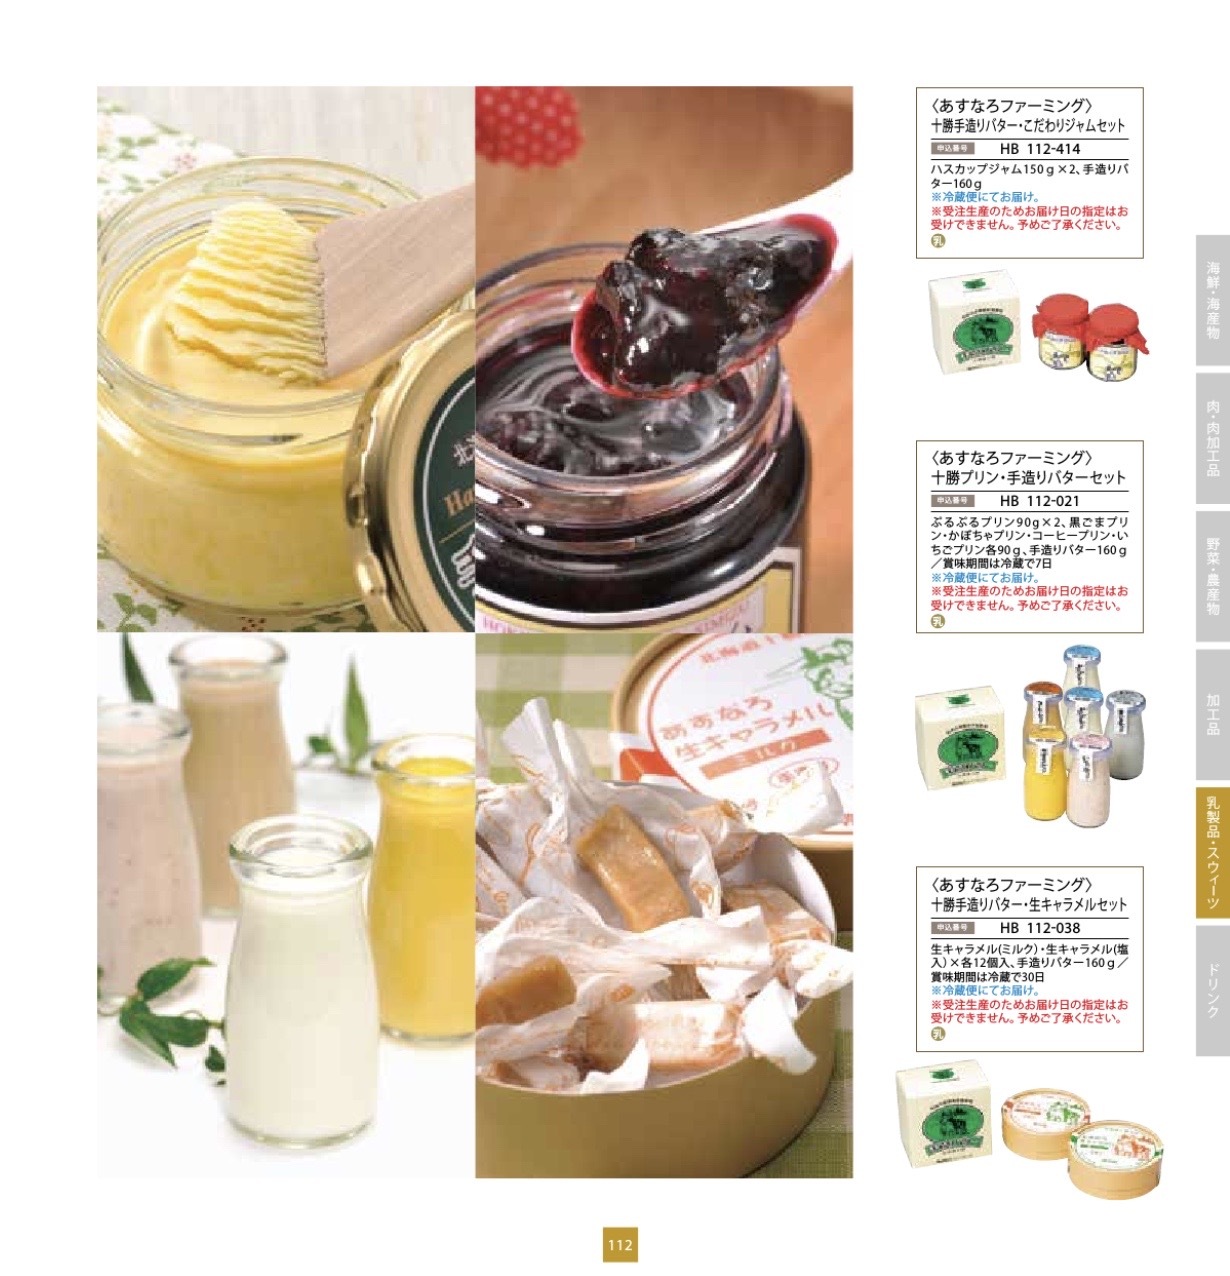 〈あすなろファーミング〉
十勝手造りバター・こだわりジャムセット
申込番号 HB 112-414
ハスカップジャム150ｇ×2、手造りバ
ター160ｇ
※冷蔵便にてお届け。
※受注生産のためお届け日の指定はお
受けできません。予めご了承ください。
乳
〈あすなろファーミング〉
十勝プリン・手造りバターセット
申込番号 HB 112-021
ぷるぷるプリン90g×2、黒ごまプリ
ン・かぼちゃプリン・コーヒープリン・い
ちごプリン各90ｇ、手造りバター160ｇ
／賞味期間は冷蔵で7日
※冷蔵便にてお届け。
※受注生産のためお届け日の指定はお
受けできません。予めご了承ください。
乳
〈あすなろファーミング〉
十勝手造りバター・生キャラメルセット
申込番号 HB 112-038
生キャラメル(ミルク)・生キャラメル(塩
入)×各12個入、手造りバター160ｇ／
賞味期間は冷蔵で30日
※冷蔵便にてお届け。
※受注生産のためお届け日の指定はお
受けできません。予めご了承ください。
乳
海鮮・海産物
肉・肉加工品
野菜・農産物
加工品
乳製品・スウィーツ
ドリンク
北海道十
あすなろ
生キャラメル
ミルク
112